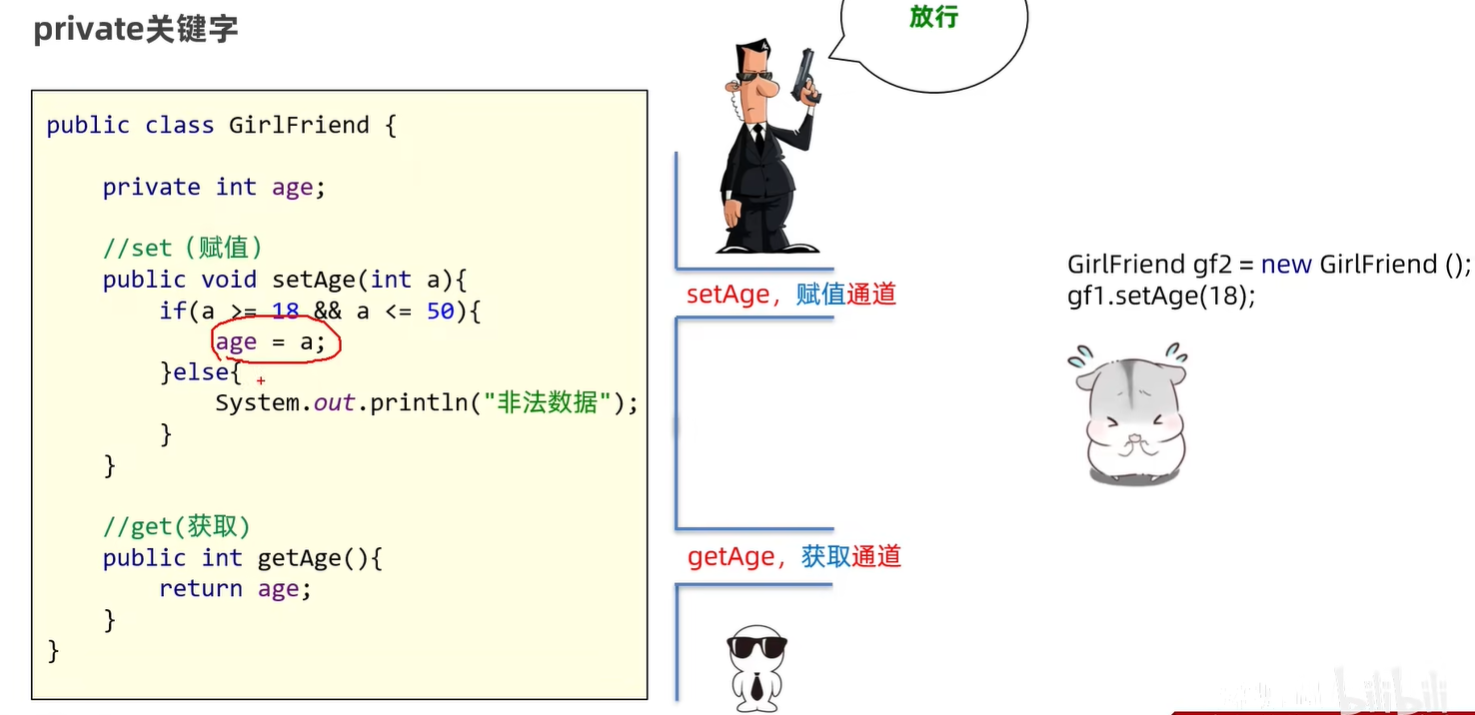 private关键字
放行
public class GirlFriend {
private int age;
//set（赋值）
public void setAge(int a){
if(a >= 18 && a <= 50){
age = a;
}else{
System.out.println("非法数据");
}
}
//get(获取)
public int getAge(){
return age;
}
}
setAge，赋值通道
getAge，获取通道
GirlFriend gf2 = new GirlFriend ();
gf1.setAge(18);
bilibili